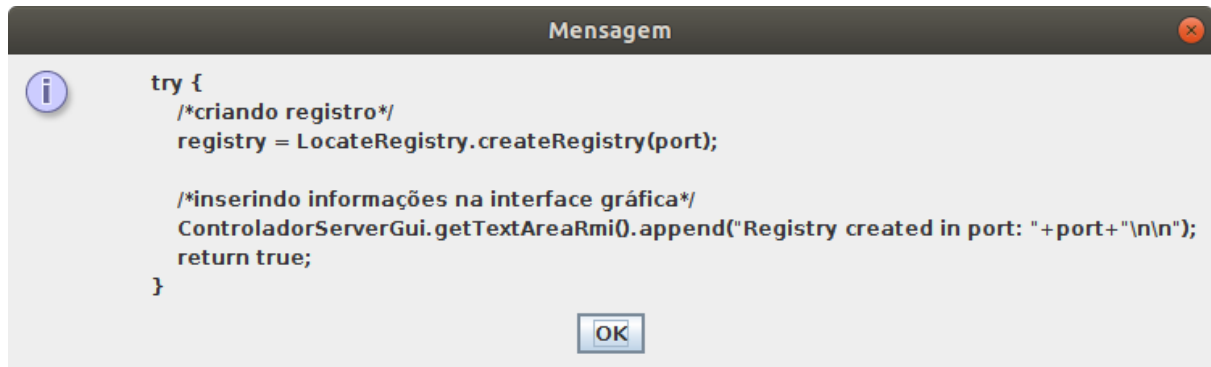 Mensagem
try {
/*criando registro*/
registry = LocateRegistry.createRegistry(port);
/*inserindo informações na interface gráfica*/
ControladorServerGui.getTextAreaRmi().append("Registry created in port: "+port+"\n\n");
return true;
}
OK